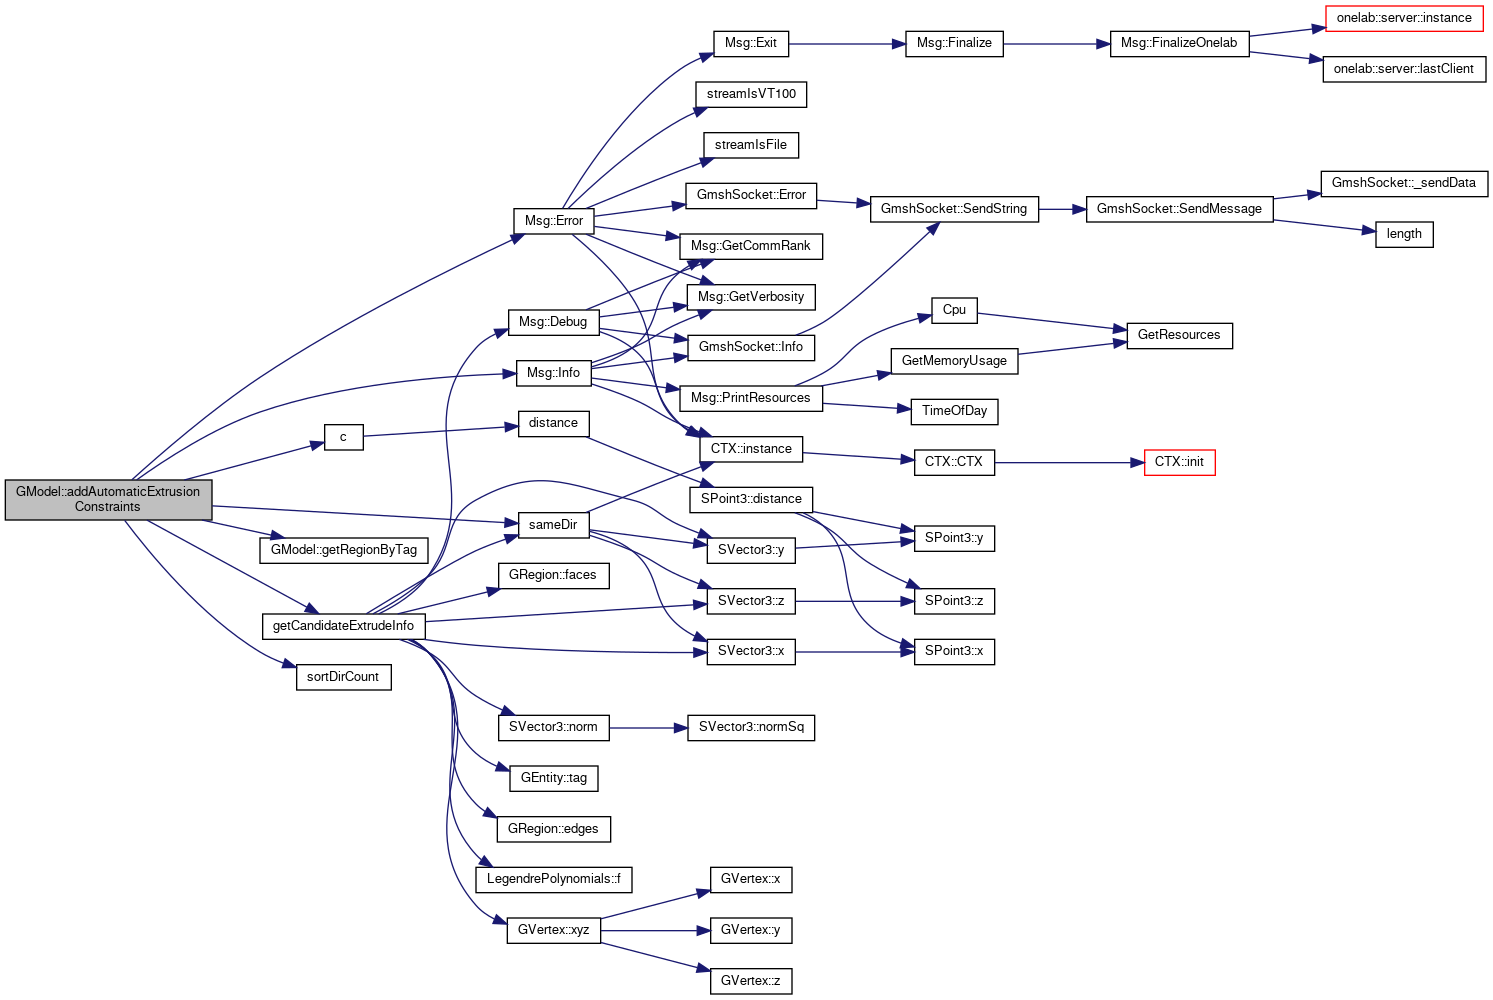 onelab::server::instance
Msg::Exit
Msg::Finalize
Msg::FinalizeOnelab
onelab::server::lastClient
streamIsVT100
streamIsFile
GmshSocket::Error
GmshSocket::_sendData
Msg::Error
GmshSocket::SendString
GmshSocket::SendMessage
length
Msg::GetCommRank
Msg::GetVerbosity
Msg::Debug
Cpu
GmshSocket::Info
GetResources
Msg::Info
GetMemoryUsage
Msg::PrintResources
TimeOfDay
distance
c
CTX::instance
CTX::CTX
CTX::init
GModel::addAutomaticExtrusion
Constraints
SPoint3::distance
sameDir
SPoint3::y
GModel::getRegionByTag
SVector3::y
GRegion::faces
SVector3::z
SPoint3::z
getCandidateExtrudeInfo
SVector3::x
SPoint3::x
sortDirCount
SVector3::norm
SVector3::normSq
GEntity::tag
GRegion::edges
LegendrePolynomials::f
GVertex::x
GVertex::xyz
GVertex::y
GVertex::z